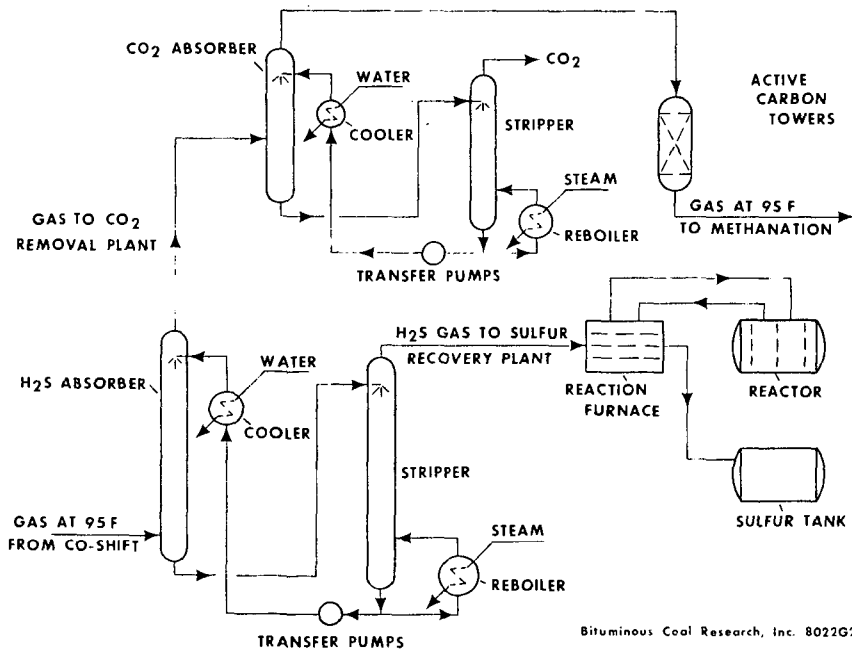 CO2 ABSORBER
WATER
COOLER
CO2
STRIPPER
STEAM
REBOILER
TRANSFER PUMPS
ACTIVE
CARBON
TOWERS
GAS AT 95 F
TO METHANATION
GAS TO CO2
REMOVAL PLANT
H2S ABSORBER
WATER
COOLER
H2S GAS TO SULFUR
RECOVERY PLANT
REACTION
FURNACE
REACTOR
STRIPPER
SULFUR TANK
GAS AT 95 F
FROM CO-SHIFT
STEAM
REBOILER
TRANSFER PUMPS
Bituminous Coal Research, Inc. 8022G2